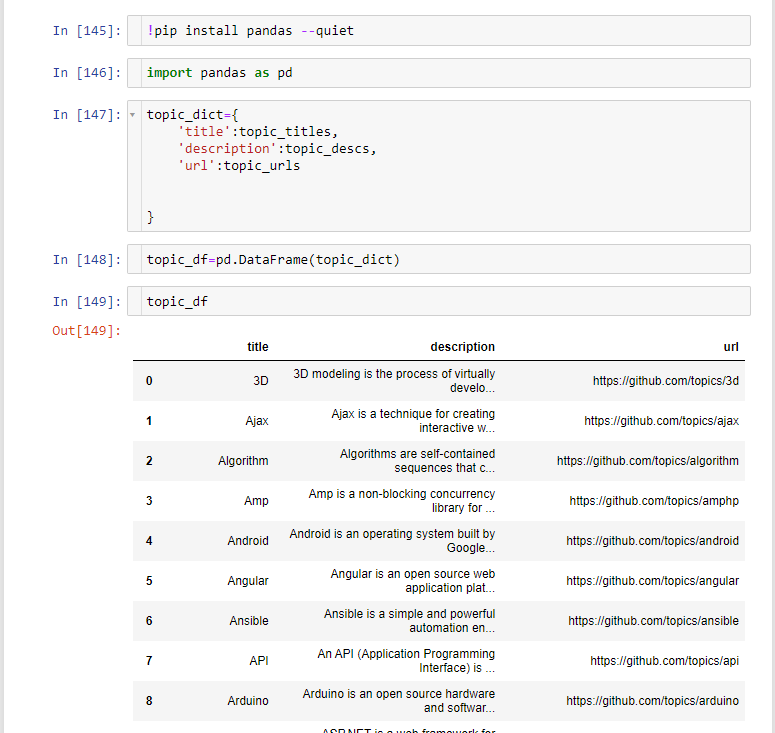 In [145]: !pip install pandas --quiet
In [146]: import pandas as pd
In [147]: topic_dict={
'title':topic_titles,
'description':topic_descs,
'url':topic_urls
}
In [148]: topic_df=pd.DataFrame(topic_dict)
In [149]: topic_df
Out[149]:
title description url
0 3D 3D modeling is the process of virtually develo... https://github.com/topics/3d
1 Ajax Ajax is a technique for creating interactive w... https://github.com/topics/ajax
2 Algorithm Algorithms are self-contained sequences that c... https://github.com/topics/algorithm
3 Amp Amp is a non-blocking concurrency library for ... https://github.com/topics/amphp
4 Android Android is an operating system built by Google... https://github.com/topics/android
5 Angular Angular is an open source web application plat... https://github.com/topics/angular
6 Ansible Ansible is a simple and powerful automation en... https://github.com/topics/ansible
7 API An API (Application Programming Interface) is ... https://github.com/topics/api
8 Arduino Arduino is an open source hardware and softwar... https://github.com/topics/arduino
ASP.NET is a web framework for